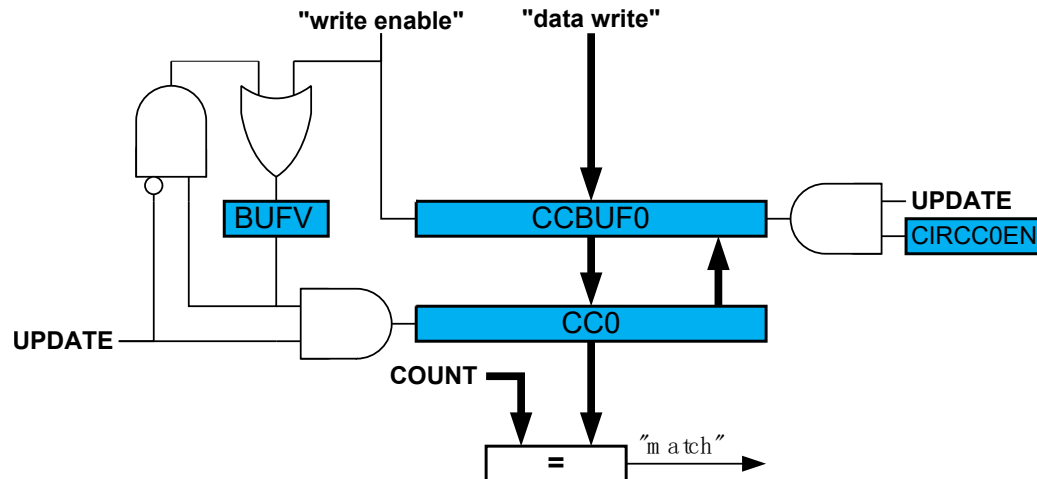 "write enable"
"data write"
BUFV
CCBUF0
UPDATE
CIRCC0EN
UPDATE
CC0
COUNT
=
"match"